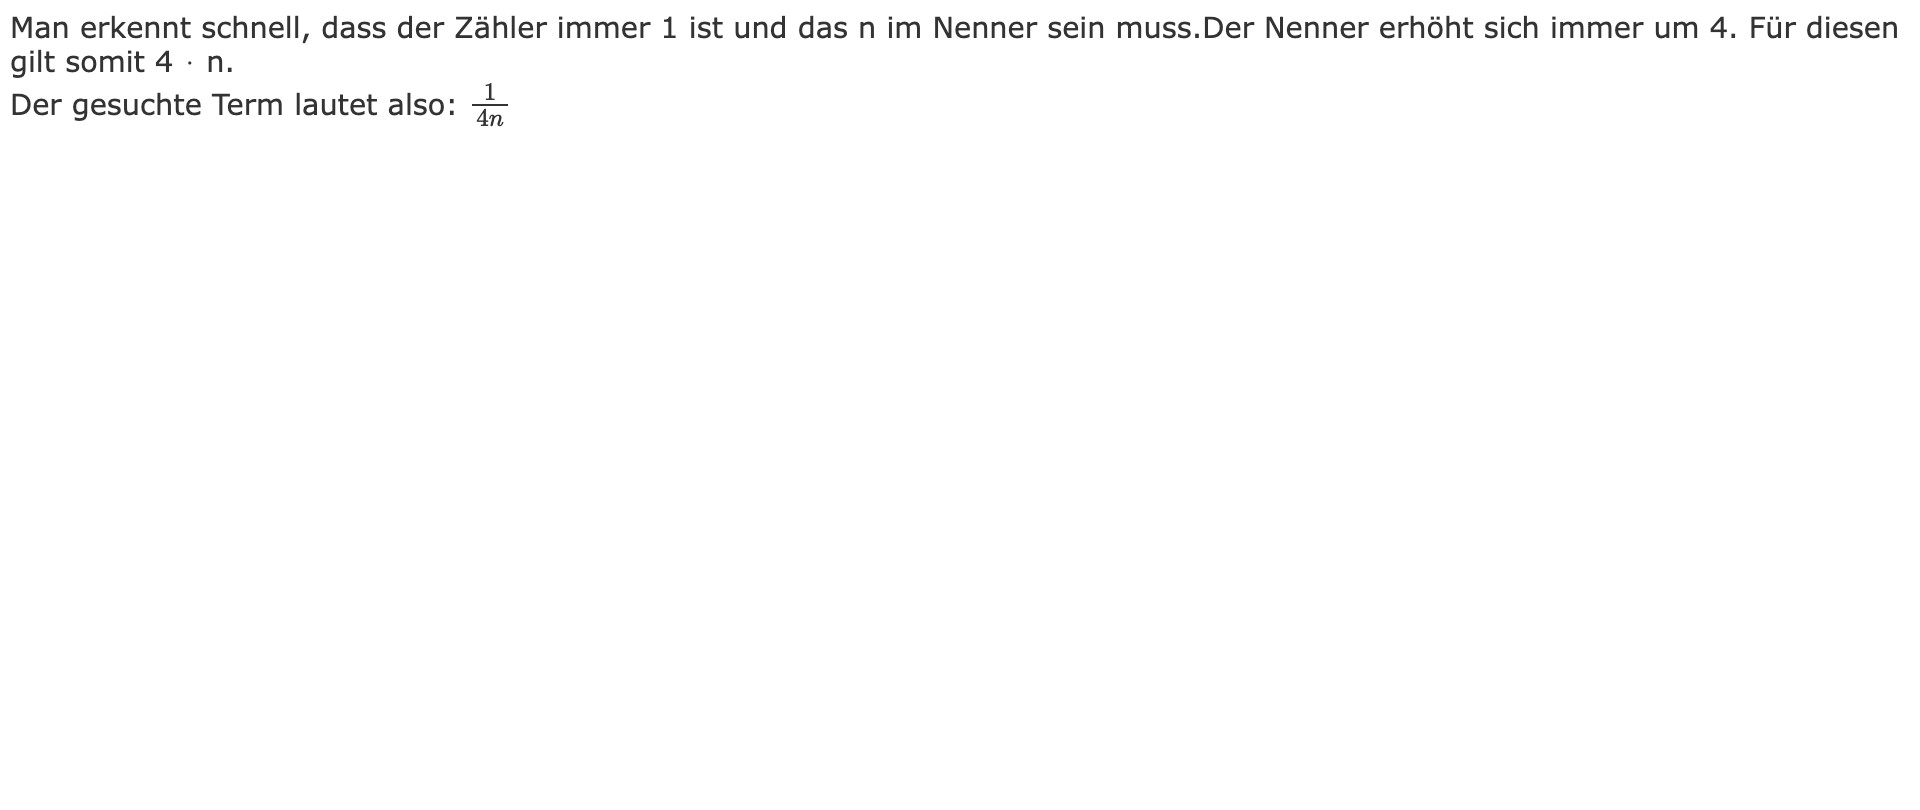 Man erkennt schnell, dass der Zähler immer 1 ist und das n im Nenner sein muss.Der Nenner erhöht sich immer um 4. Für diesen
gilt somit 4 · n.
Der gesuchte Term lautet also: $\frac{1}{4n}$